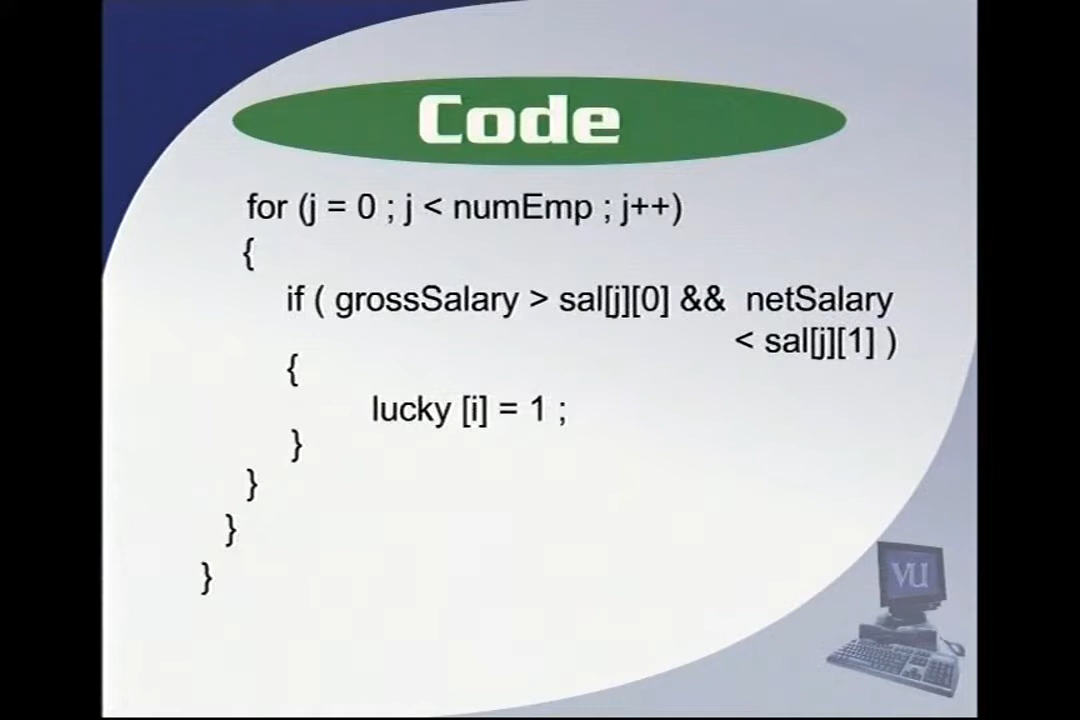 Code
for (j = 0 ; j < numEmp ; j++)
{
if ( grossSalary > sal[j][0] && netSalary
< sal[j][1] )
{
lucky [i] = 1 ;
}
}
}
}
VU